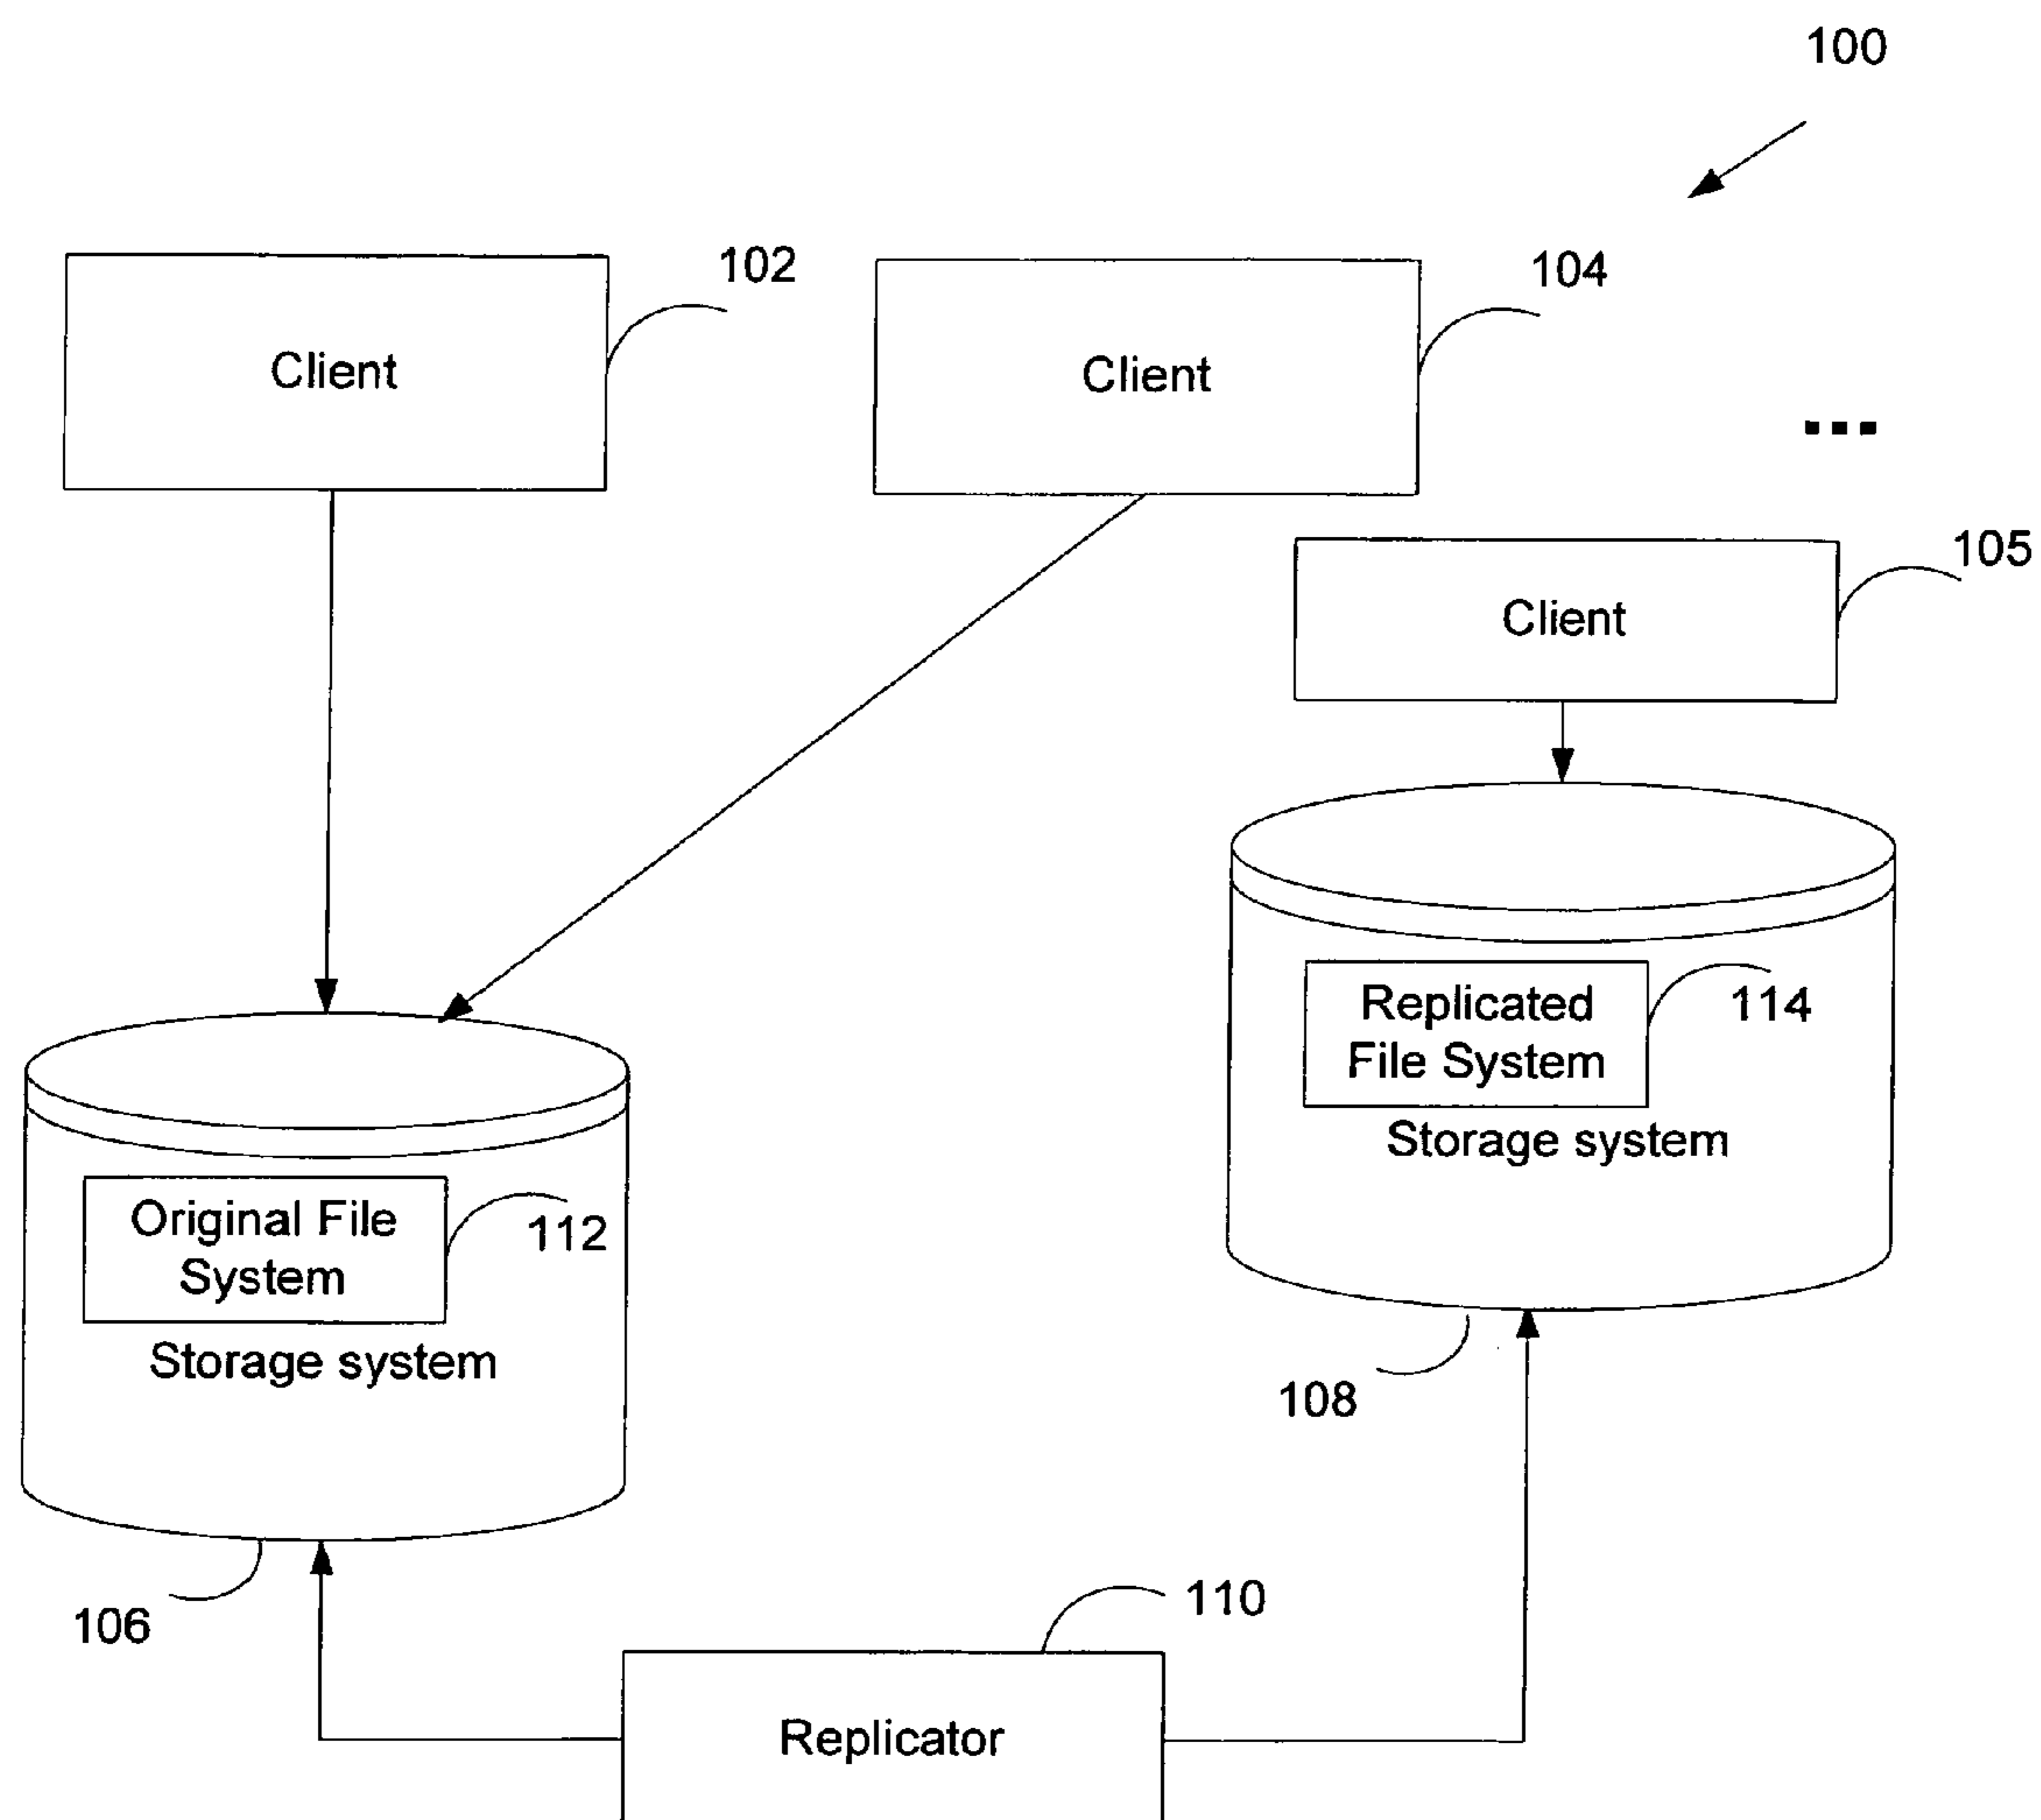 100
102
104
Client
Client
...
105
Client
Replicated
File System
114
Storage system
Original File
System
112
Storage system
108
106
110
Replicator